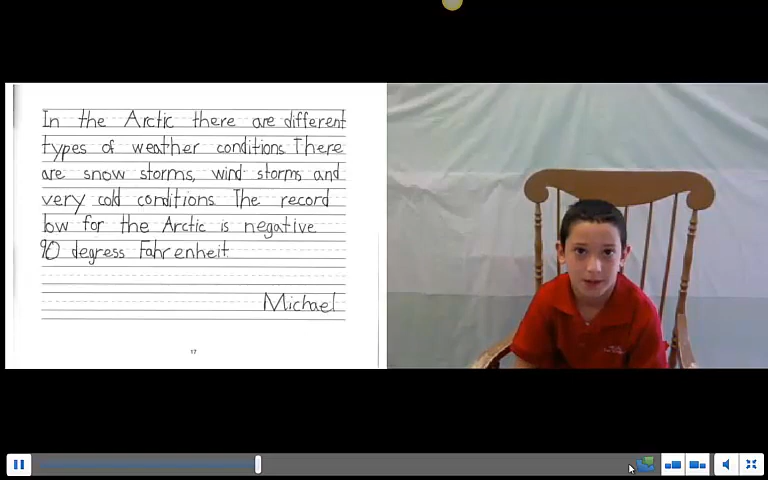 In the Arctic there are different
types of weather conditions There
are snow storms, wind storms and
very cold conditions The record
low for the Arctic is negative
90 degress Fahrenheit
Michael
17